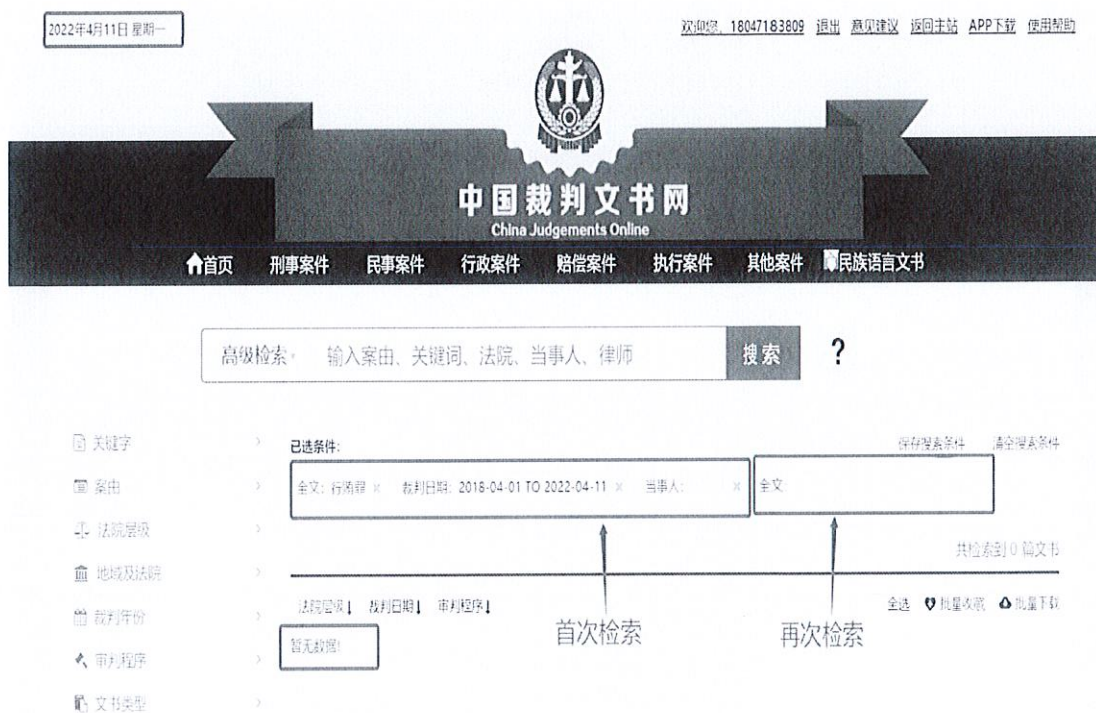 2022年4月11日 星期一
欢迎您，18047183809 退出 意见建议 返回主站 APP下载 使用帮助
中国裁判文书网
China Judgements Online
首页 刑事案件 民事案件 行政案件 赔偿案件 执行案件 其他案件 民族语言文书
高级检索 输入案由、关键词、法院、当事人、律师 搜索 ?
关键字
已选条件：
保存搜索条件 清空搜索条件
案由
全文：行贿罪 × 裁判日期：2018-04-01 TO 2022-04-11 × 当事人： × 全文
法院层级
共检索到 0 篇文书
地域及法院
裁判年份
法院层级 裁判日期 审判程序
全选 批量收藏 批量下载
首次检索 再次检索
暂无数据!
审判程序
文书类型